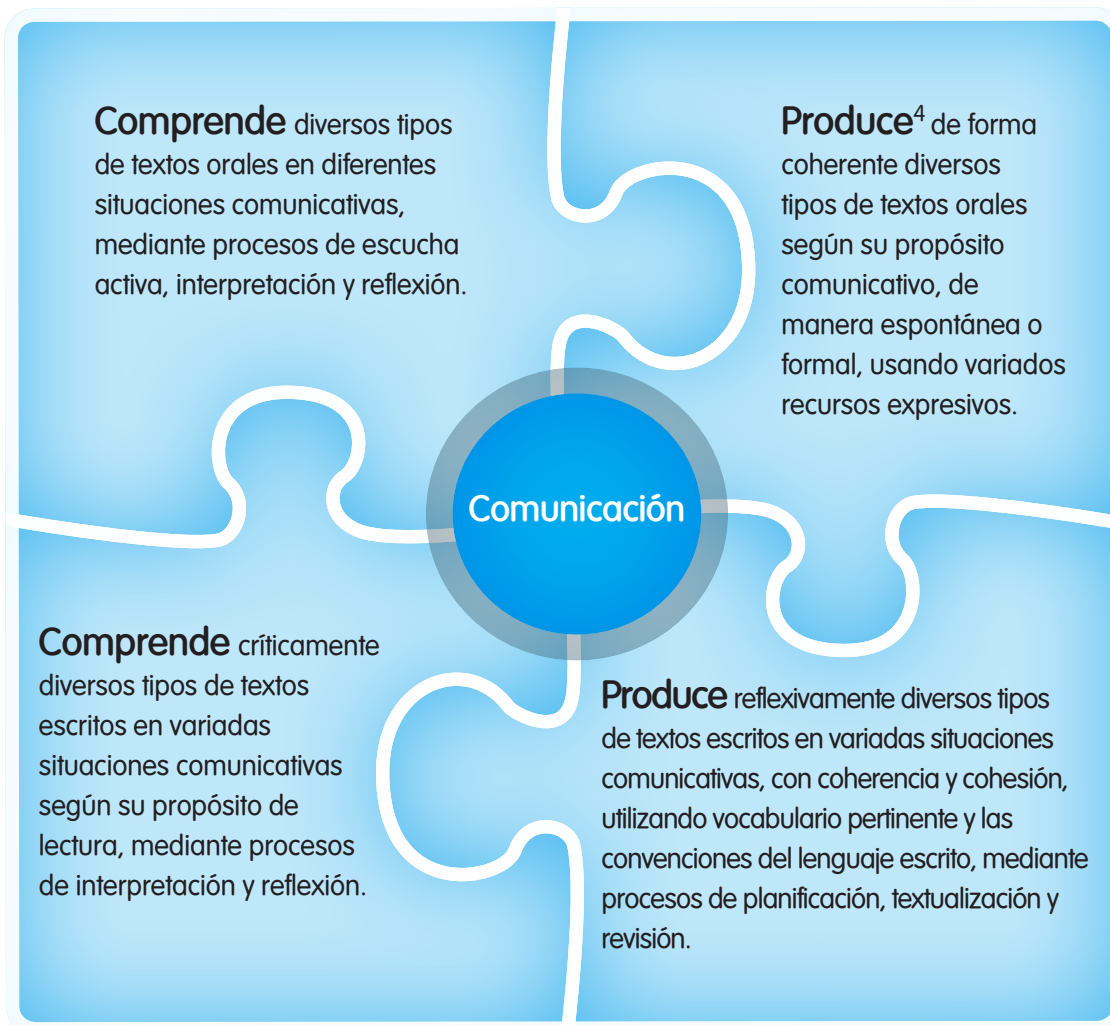 Comprende diversos tipos
de textos orales en diferentes
situaciones comunicativas,
mediante procesos de escucha
activa, interpretación y reflexión.
Produce⁴ de forma
coherente diversos
tipos de textos orales
según su propósito
comunicativo, de
manera espontánea o
formal, usando variados
recursos expresivos.
Comunicación
Comprende críticamente
diversos tipos de textos
escritos en variadas
situaciones comunicativas
según su propósito de
lectura, mediante procesos
de interpretación y reflexión.
Produce reflexivamente diversos tipos
de textos escritos en variadas situaciones
comunicativas, con coherencia y cohesión,
utilizando vocabulario pertinente y las
convenciones del lenguaje escrito, mediante
procesos de planificación, textualización y
revisión.